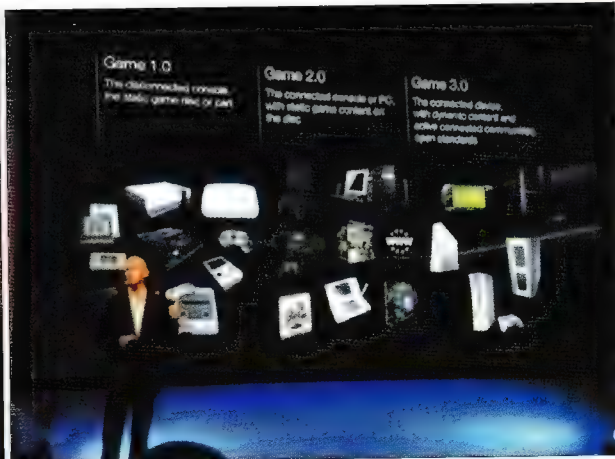 Game 1.0
The disconnected console
the static game disc or cart
Game 2.0
The connected console or PC,
with static game content on
the disc
Game 3.0
The connected device,
with dynamic content and
active connected communities,
open standards